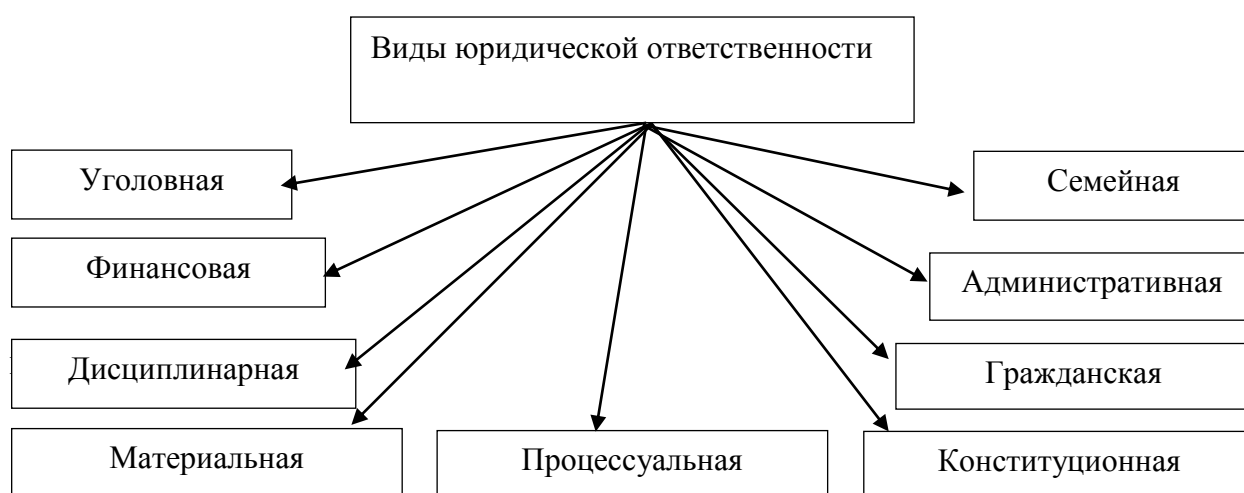 Виды юридической ответственности
Уголовная
Семейная
Финансовая
Административная
Дисциплинарная
Гражданская
Материальная
Процессуальная
Конституционная